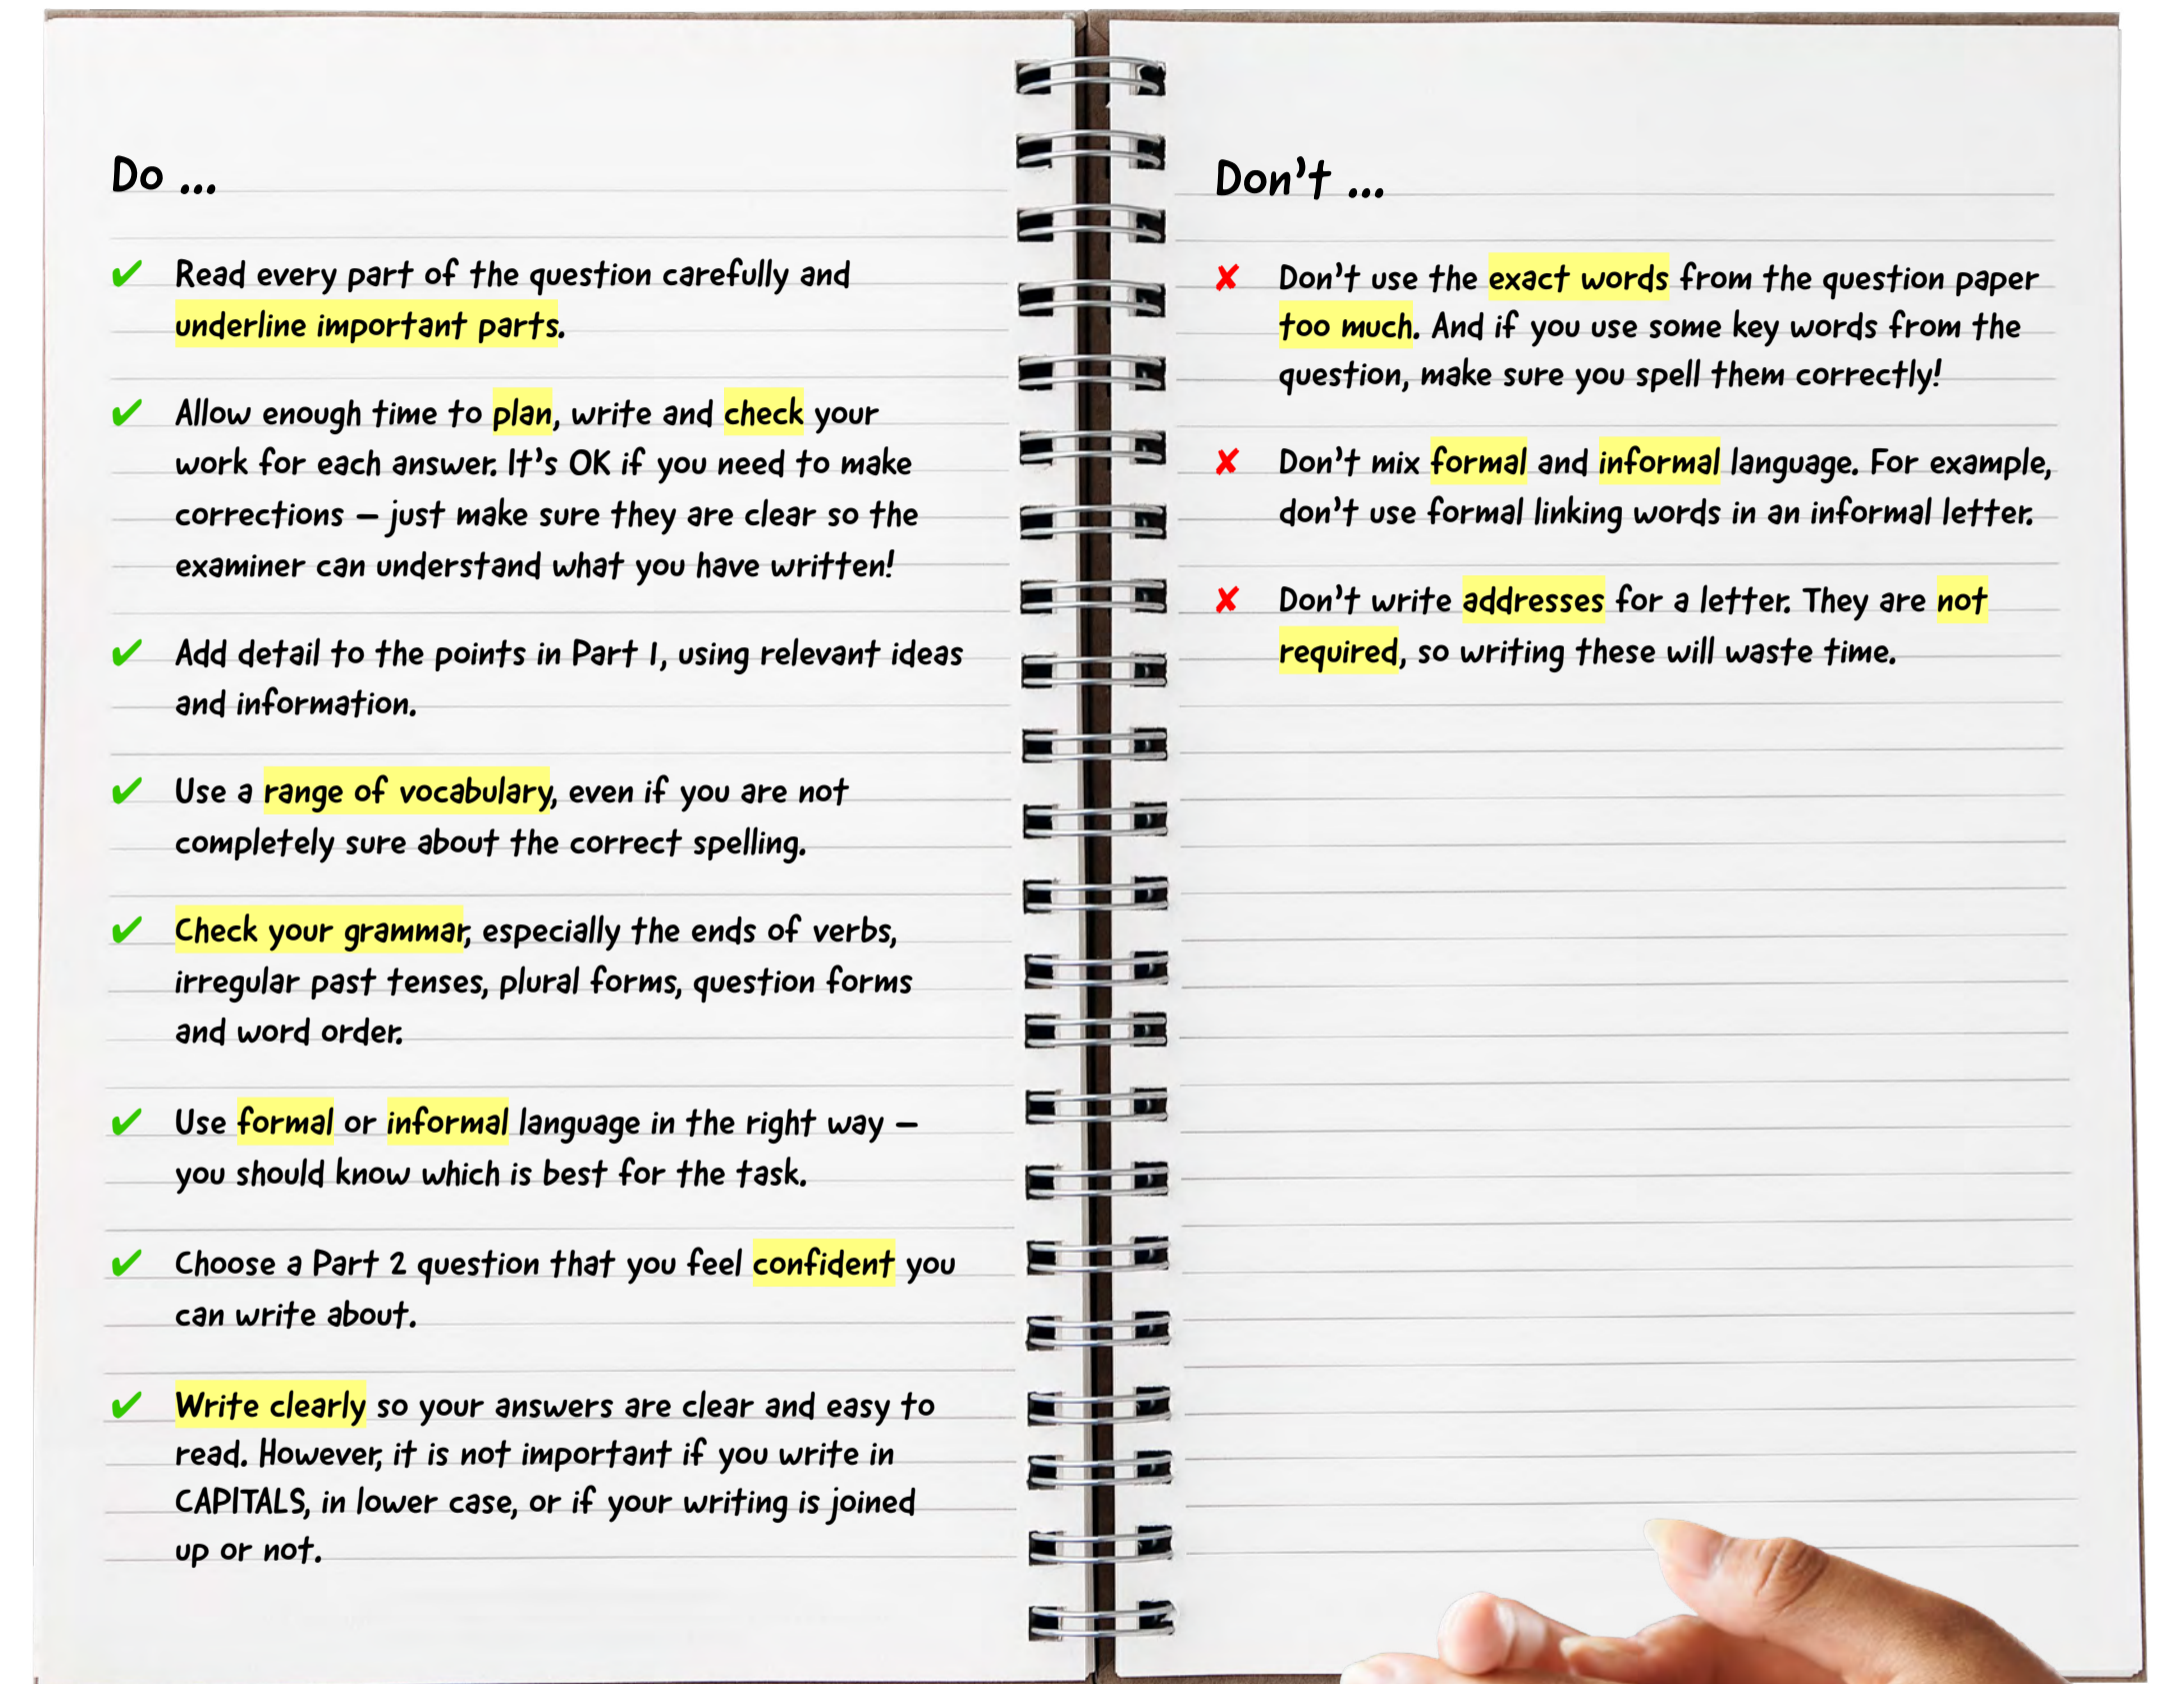 Do ...
Read every part of the question carefully and
underline important parts.
Allow enough time to plan, write and check your
work for each answer. It's OK if you need to make
corrections – just make sure they are clear so the
examiner can understand what you have written!
Add detail to the points in Part 1, using relevant ideas
and information.
Use a range of vocabulary, even if you are not
completely sure about the correct spelling.
Check your grammar, especially the ends of verbs,
irregular past tenses, plural forms, question forms
and word order.
Use formal or informal language in the right way –
you should know which is best for the task.
Choose a Part 2 question that you feel confident you
can write about.
Write clearly so your answers are clear and easy to
read. However, it is not important if you write in
CAPITALS, in lower case, or if your writing is joined
up or not.
Don't ...
Don't use the exact words from the question paper
too much. And if you use some key words from the
question, make sure you spell them correctly!
Don't mix formal and informal language. For example,
don't use formal linking words in an informal letter.
Don't write addresses for a letter. They are not
required, so writing these will waste time.